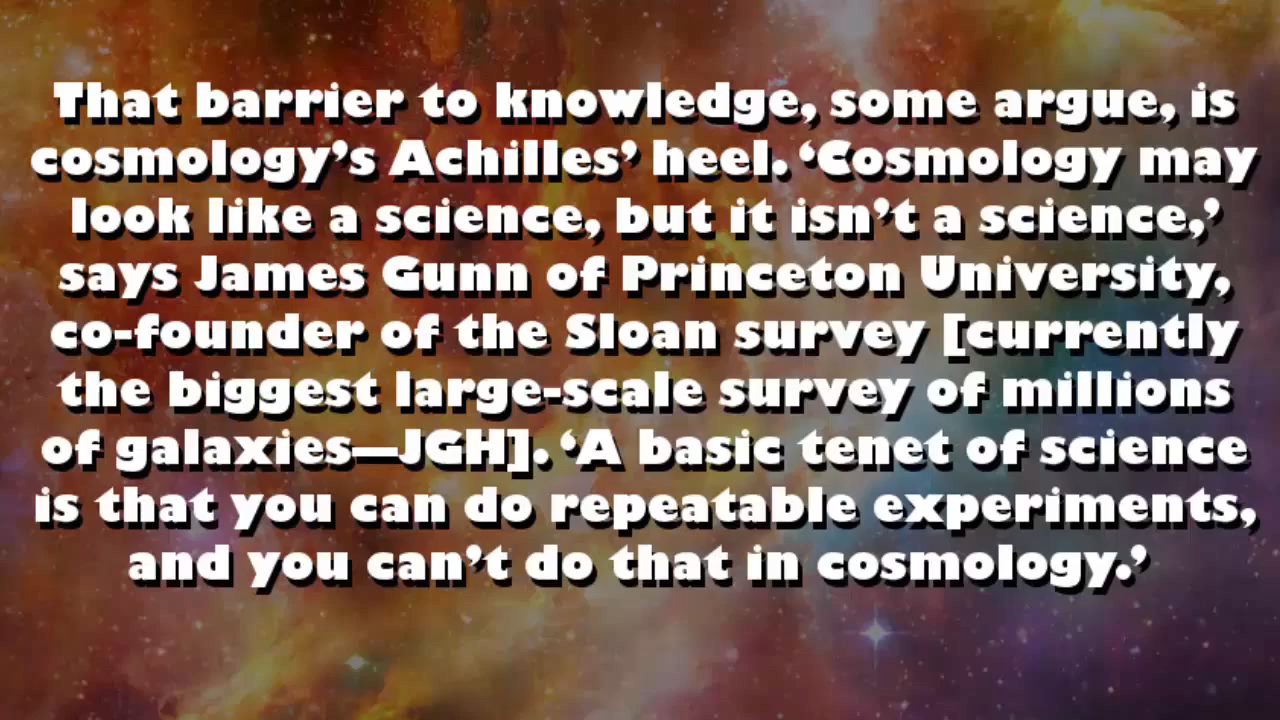 That barrier to knowledge, some argue, is
cosmology’s Achilles’ heel. ‘Cosmology may
look like a science, but it isn’t a science,’
says James Gunn of Princeton University,
co-founder of the Sloan survey [currently
the biggest large-scale survey of millions
of galaxies—JGH]. ‘A basic tenet of science
is that you can do repeatable experiments,
and you can’t do that in cosmology.’